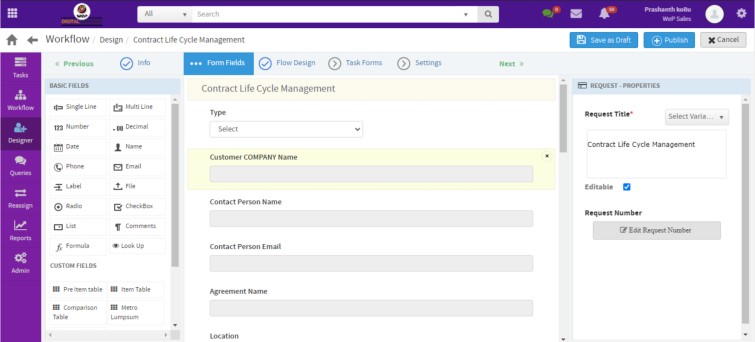 WeP
DIGITAL
All
Search
Prashanth kollu
WeP Sales
Workflow / Design / Contract Life Cycle Management
Save as Draft
Publish
Cancel
Tasks
Workflow
Designer
Queries
Reassign
Reports
Admin
« Previous
Info
Form Fields
Flow Design
Task Forms
Settings
Next »
BASIC FIELDS
Single Line
Multi Line
123 Number
.00 Decimal
Date
Name
Phone
Email
Label
File
Radio
CheckBox
List
Comments
Formula
Look Up
CUSTOM FIELDS
Pre Item table
Item Table
Comparison
Table
Metro
Lumpsum
Contract Life Cycle Management
Type
Select
Customer COMPANY Name
Contact Person Name
Contact Person Email
Agreement Name
Location
REQUEST - PROPERTIES
Request Title*
Select Varia...
Contract Life Cycle Management
Editable
Request Number
Edit Request Number